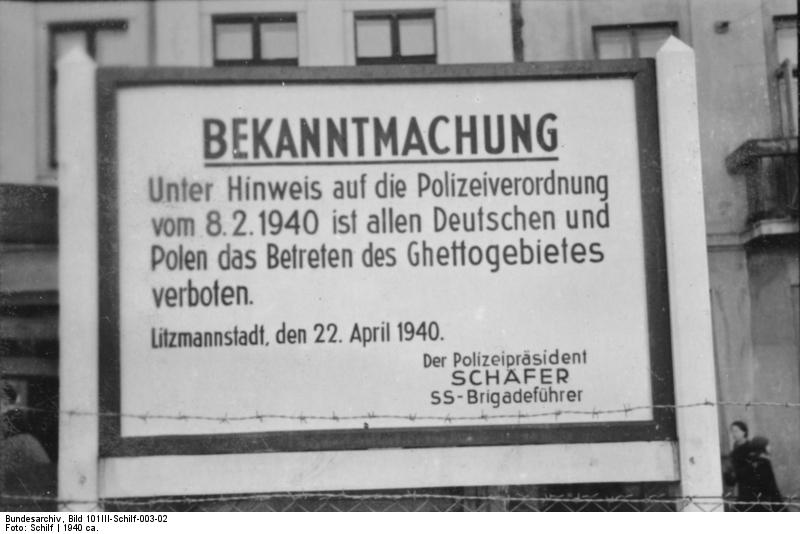 BEKANNTMACHUNG
Unter Hinweis auf die Polizeiverordnung
vom 8.2.1940 ist allen Deutschen und
Polen das Betreten des Ghettogebietes
verboten.
Litzmannstadt, den 22. April 1940.
Der Polizeipräsident
SCHÄFER
SS-Brigadeführer
Bundesarchiv, Bild 101III-Schilf-003-02
Foto: Schilf | 1940 ca.